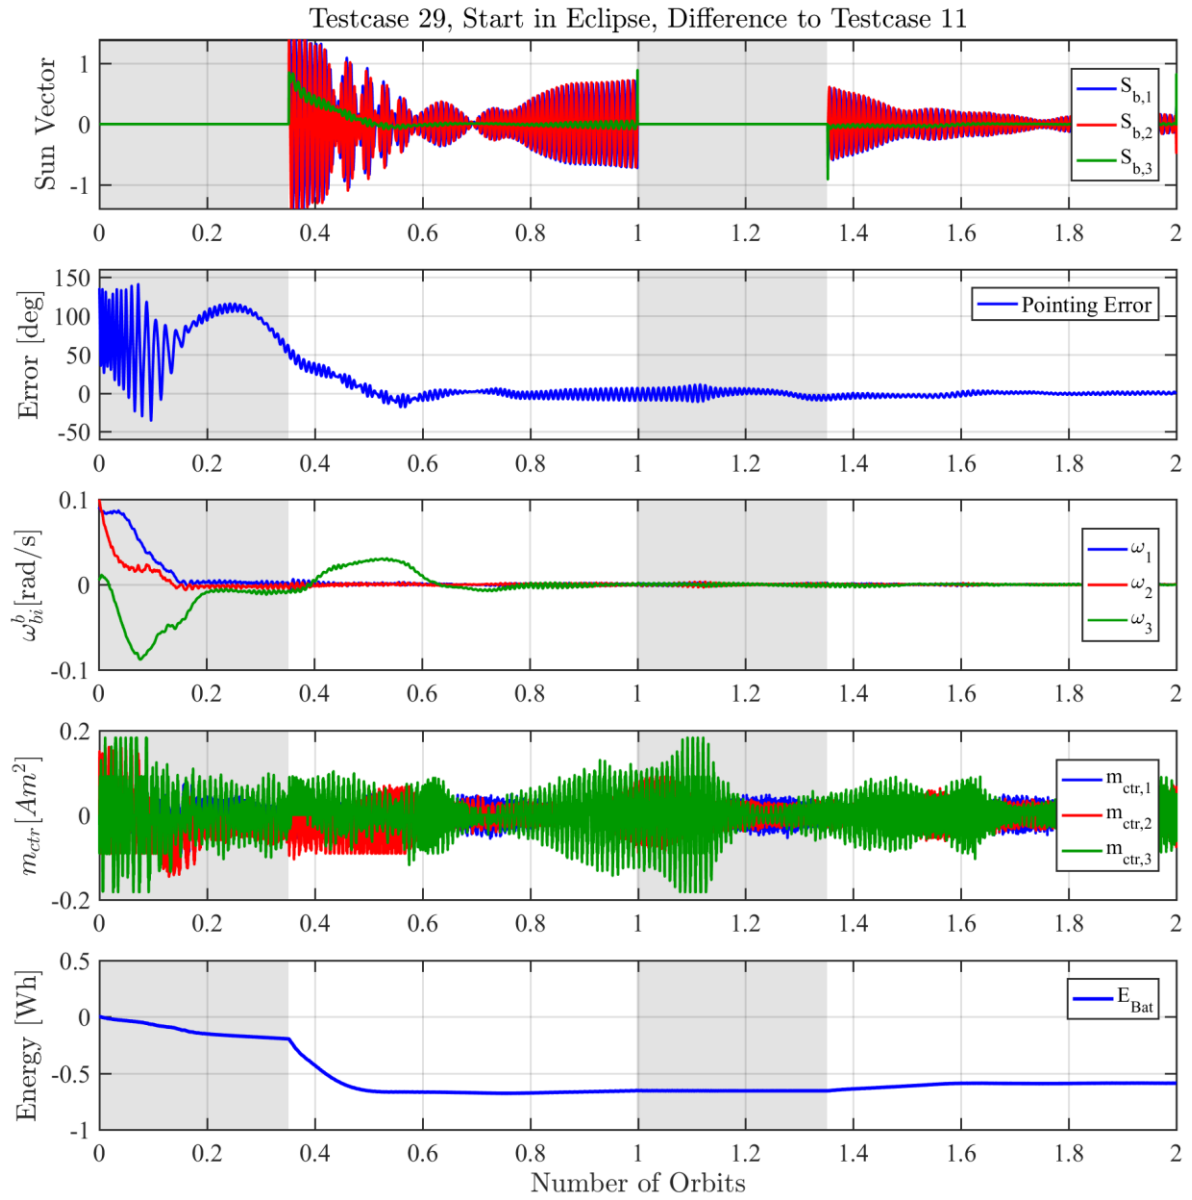 Testcase 29, Start in Eclipse, Difference to Testcase 11
Sun Vector
1
0
-1
S_b,1
S_b,2
S_b,3
0 0.2 0.4 0.6 0.8 1 1.2 1.4 1.6 1.8 2
Error [deg]
150
100
50
0
-50
Pointing Error
0 0.2 0.4 0.6 0.8 1 1.2 1.4 1.6 1.8 2
ω^b_bi[rad/s]
0.1
0
-0.1
ω_1
ω_2
ω_3
0 0.2 0.4 0.6 0.8 1 1.2 1.4 1.6 1.8 2
m_ctr[Am^2]
0.2
0
-0.2
m_ctr,1
m_ctr,2
m_ctr,3
0 0.2 0.4 0.6 0.8 1 1.2 1.4 1.6 1.8 2
Energy [Wh]
0.5
0
-0.5
-1
E_Bat
0 0.2 0.4 0.6 0.8 1 1.2 1.4 1.6 1.8 2
Number of Orbits